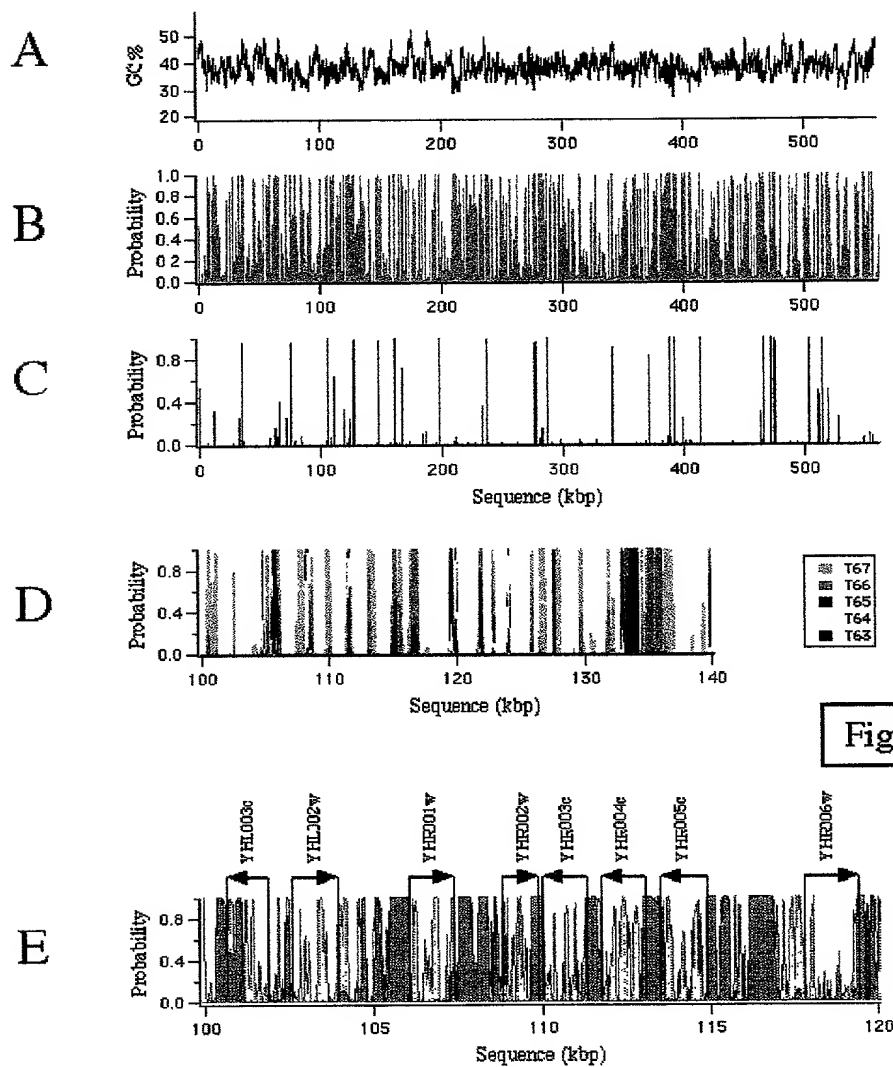 A
GC%
50
40
30
20
0 100 200 300 400 500
B
Probability
1.0
0.8
0.6
0.4
0.2
0.0
0 100 200 300 400 500
C
Probability
0.8
0.4
0.0
0 100 200 300 400 500
Sequence (kbp)
D
Probability
0.8
0.4
0.0
100 110 120 130 140
Sequence (kbp)
T67
T66
T65
T64
T63
Fig
YHL003c
YHL002w
YHR001w
YHR002w
YHR003c
YHR004c
YHR005c
YHR006w
E
Probability
0.8
0.4
0.0
100 105 110 115 120
Sequence (kbp)